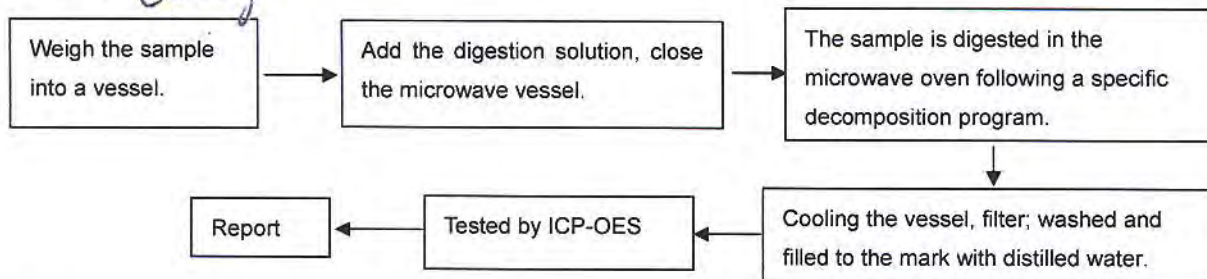 Weigh the sample
into a vessel.
Add the digestion solution, close
the microwave vessel.
The sample is digested in the
microwave oven following a specific
decomposition program.
Cooling the vessel, filter; washed and
filled to the mark with distilled water.
Tested by ICP-OES
Report